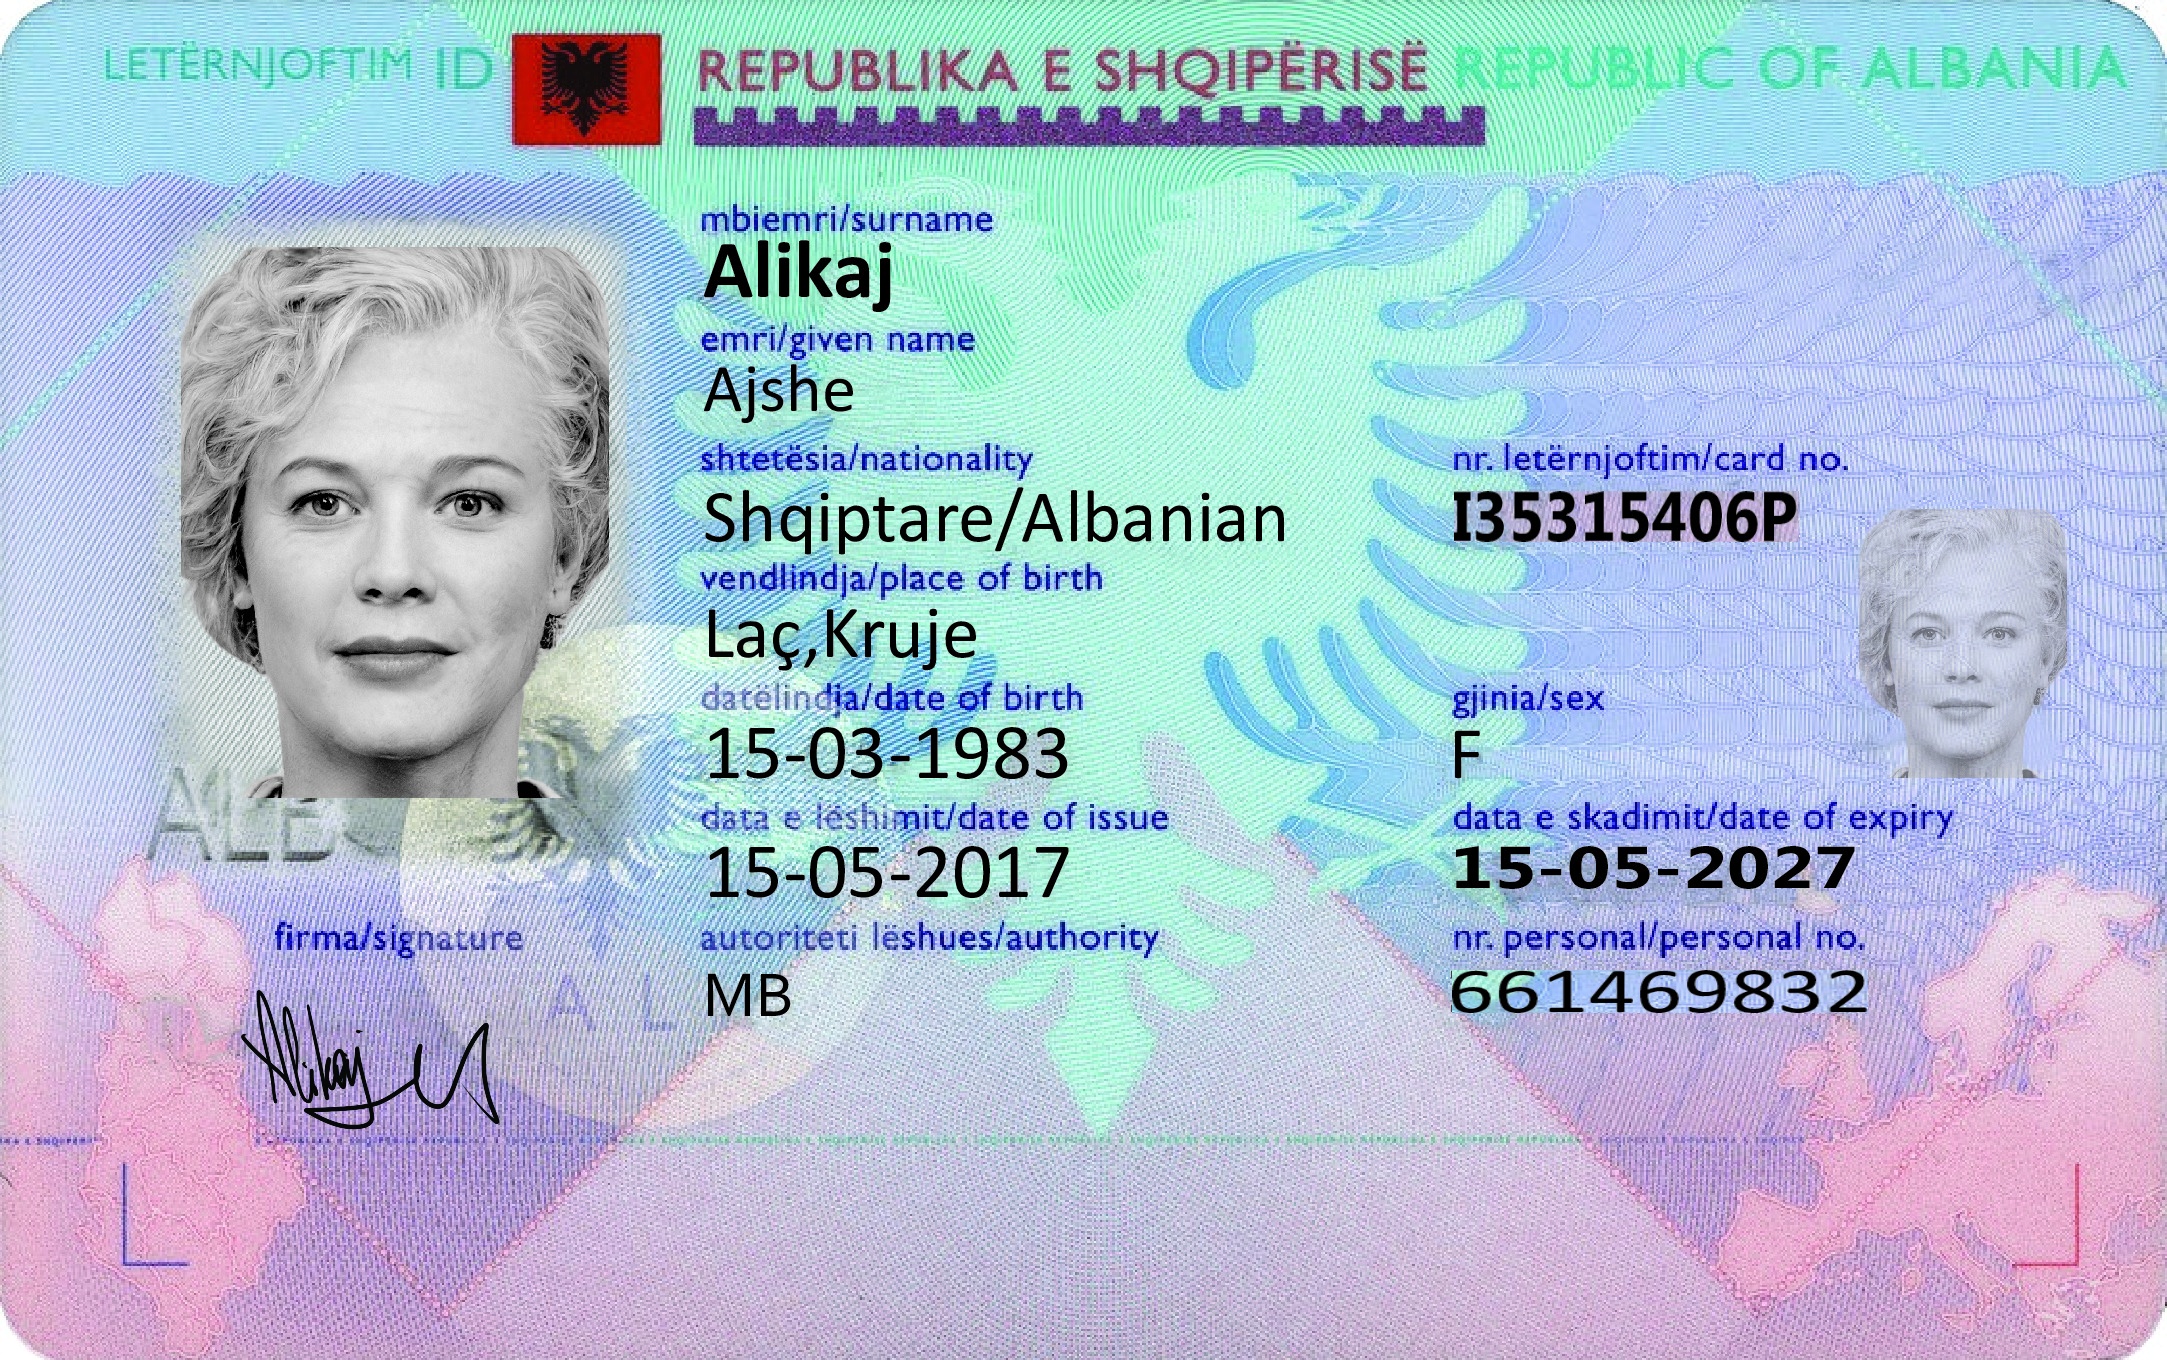 LETËRNJOFTIM ID REPUBLIKA E SHQIPËRISË REPUBLIC OF ALBANIA
mbiemri/surname
Alikaj
emri/given name
Ajshe
shtetësia/nationality
Shqiptare/Albanian
nr. letërnjoftim/card no.
I35315406P
vendlindja/place of birth
Laç,Kruje
datëlindja/date of birth
15-03-1983
gjinia/sex
F
data e lëshimit/date of issue
15-05-2017
data e skadimit/date of expiry
15-05-2027
autoriteti lëshues/authority
MB
nr. personal/personal no.
661469832
firma/signature
Alikaj
ALB